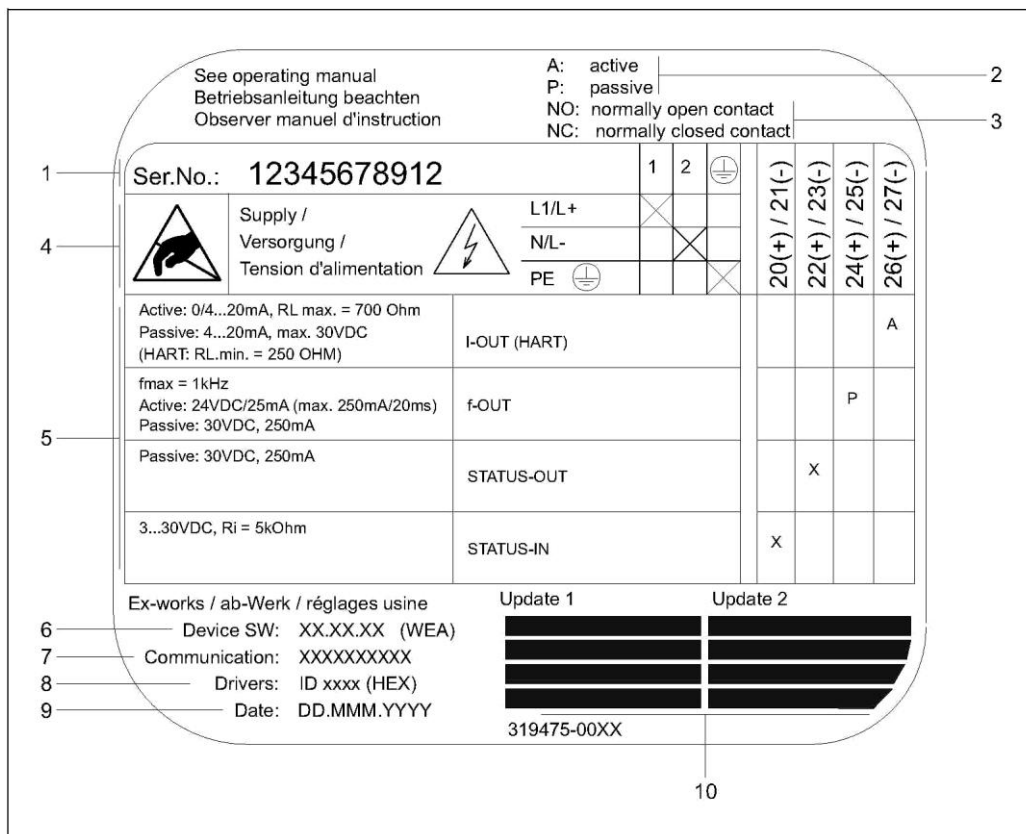 See operating manual
Betriebsanleitung beachten
Observer manuel d'instruction
A: active
P: passive
NO: normally open contact
NC: normally closed contact
2
3
1
Ser.No.: 12345678912
1 2
20(+) / 21(-)
22(+) / 23(-)
24(+) / 25(-)
26(+) / 27(-)
4
Supply /
Versorgung /
Tension d'alimentation
L1/L+
N/L-
PE
5
Active: 0/4...20mA, RL max. = 700 Ohm
Passive: 4...20mA, max. 30VDC
(HART: RL.min. = 250 OHM)
I-OUT (HART)
A
fmax = 1kHz
Active: 24VDC/25mA (max. 250mA/20ms)
Passive: 30VDC, 250mA
f-OUT
P
Passive: 30VDC, 250mA
STATUS-OUT
X
3...30VDC, Ri = 5kOhm
STATUS-IN
X
Ex-works / ab-Werk / réglages usine
Update 1
Update 2
6
Device SW: XX.XX.XX (WEA)
7
Communication: XXXXXXXXXX
8
Drivers: ID xxxx (HEX)
9
Date: DD.MMM.YYYY
319475-00XX
10